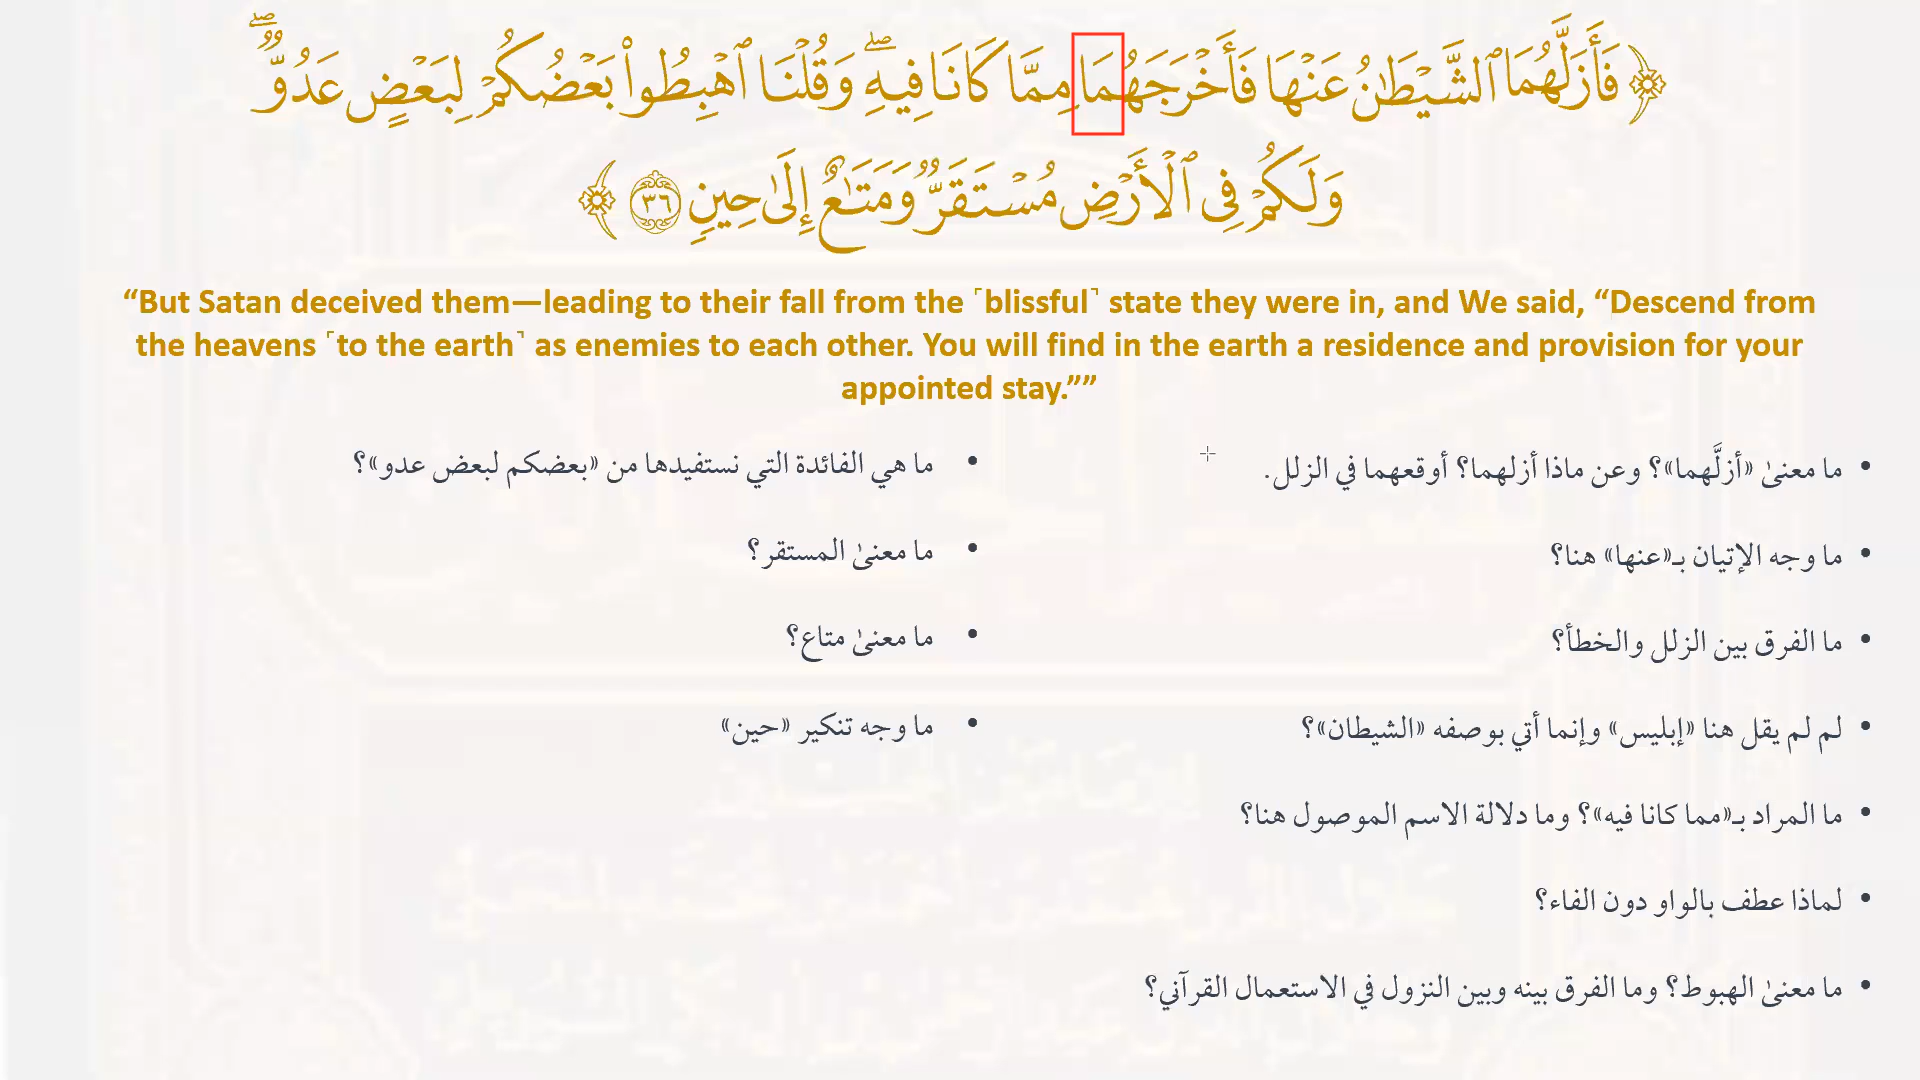 ﴿فَأَزَلَّهُمَا ٱلشَّيْطَٰنُ عَنْهَا فَأَخْرَجَهُمَا مِمَّا كَانَا فِيهِ ۖ وَقُلْنَا ٱهْبِطُوا۟ بَعْضُكُمْ لِبَعْضٍ عَدُوٌّ ۖ
وَلَكُمْ فِى ٱلْأَرْضِ مُسْتَقَرٌّ وَمَتَٰعٌ إِلَىٰ حِينٍ ٣٦﴾
“But Satan deceived them—leading to their fall from the ˹blissful˺ state they were in, and We said, “Descend from
the heavens ˹to the earth˺ as enemies to each other. You will find in the earth a residence and provision for your
appointed stay.””
• ما معنىٰ «أزلَّهما»؟ وعن ماذا أزلهما؟ أوقعهما في الزلل.
• ما وجه الإتيان بـ«عنها» هنا؟
• ما الفرق بين الزلل والخطأ؟
• لم لم يقل هنا «إبليس» وإنما أتي بوصفه «الشيطان»؟
• ما المراد بـ«مما كانا فيه»؟ وما دلالة الاسم الموصول هنا؟
• لماذا عطف بالواو دون الفاء؟
• ما معنىٰ الهبوط؟ وما الفرق بينه وبين النزول في الاستعمال القرآني؟
• ما هي الفائدة التي نستفيدها من «بعضكم لبعض عدو»؟
• ما معنىٰ المستقر؟
• ما معنىٰ متاع؟
• ما وجه تنكير «حين»